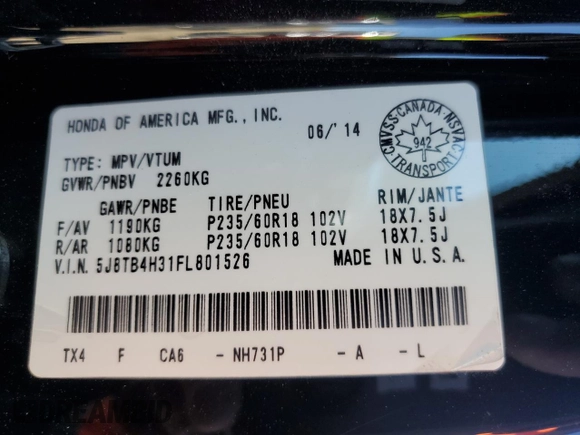 HONDA OF AMERICA MFG., INC.
06/'14
CMVSS·CANADA·NSVAC
942
TRANSPORT
TYPE: MPV/VTUM
GVWR/PNBV 2260KG
GAWR/PNBE TIRE/PNEU RIM/JANTE
F/AV 1190KG P235/60R18 102V 18X7.5J
R/AR 1080KG P235/60R18 102V 18X7.5J
V.I.N. 5J8TB4H31FL801526 MADE IN U.S.A.
TX4 F CA6 - NH731P - A - L